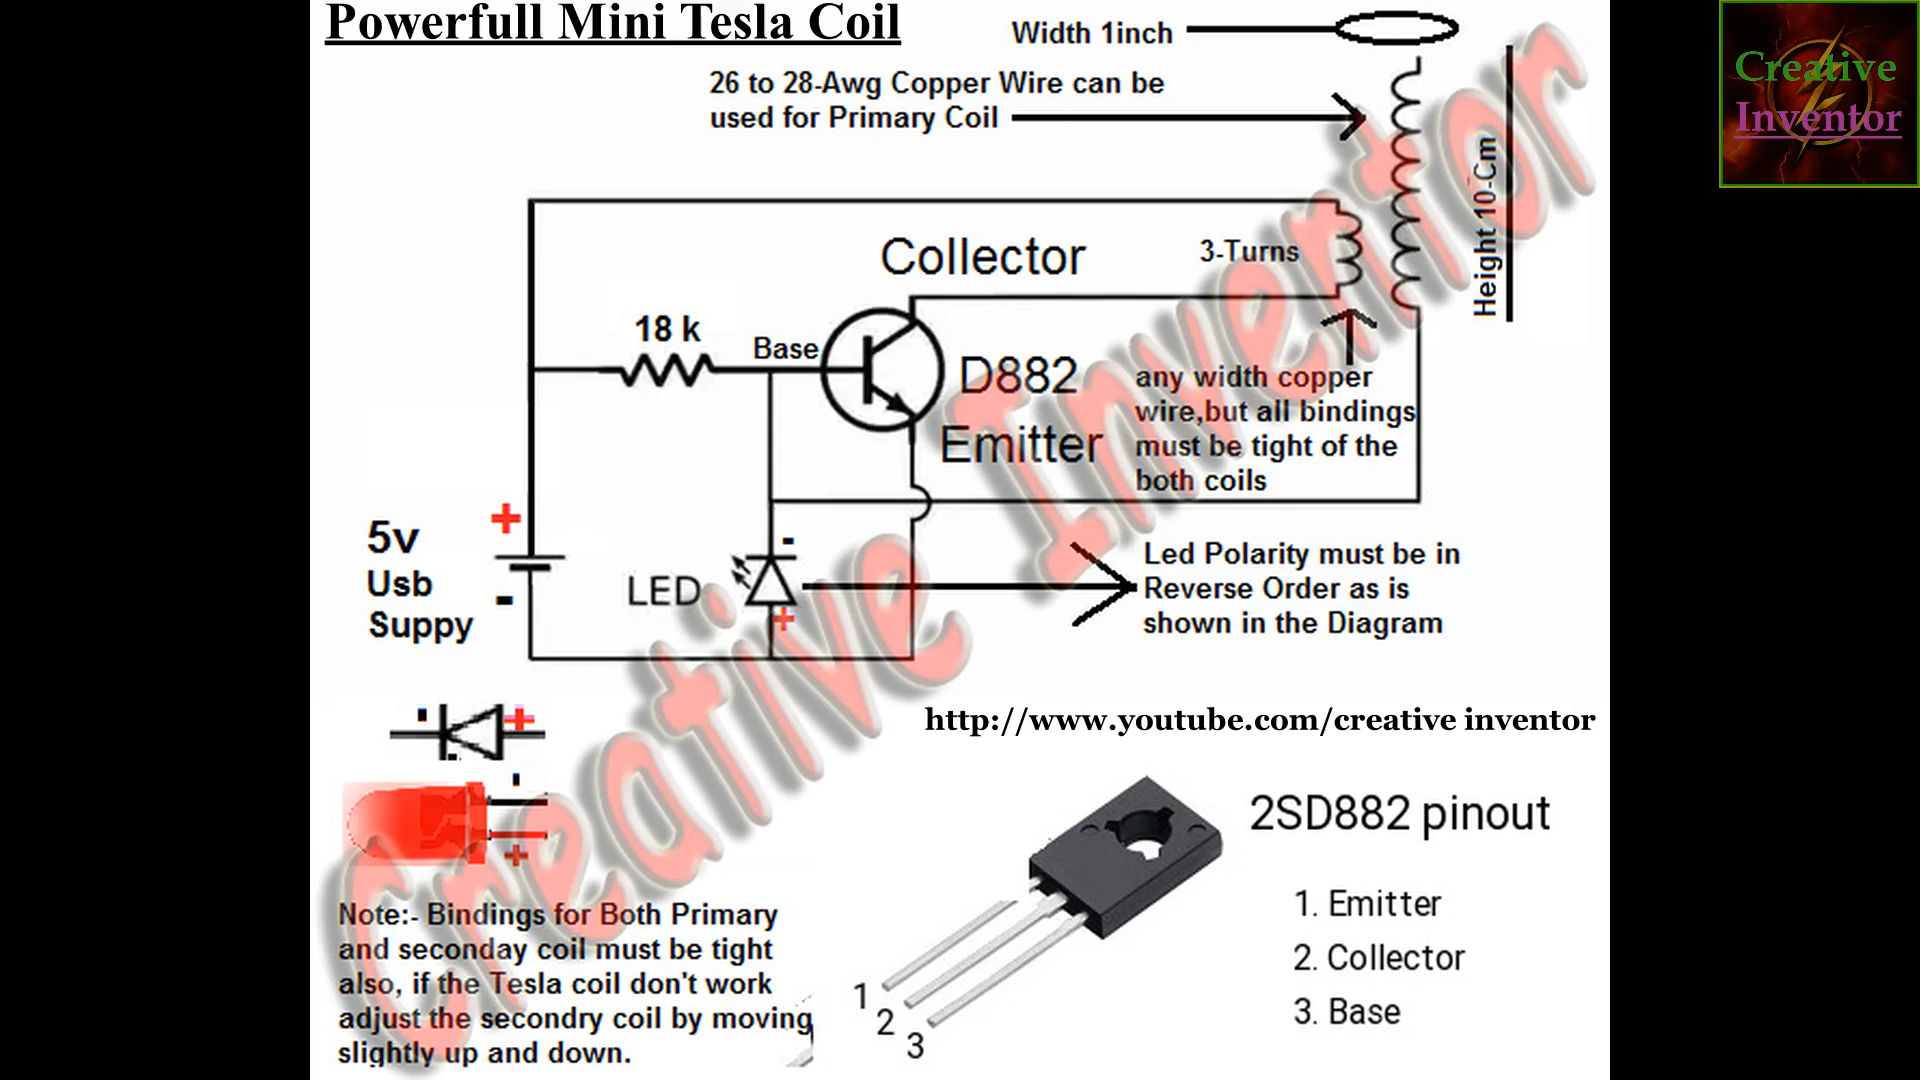 Powerfull Mini Tesla Coil
Width 1inch
Creative
Inventor
26 to 28-Awg Copper Wire can be
used for Primary Coil
Height 10-Cm
Collector
3-Turns
18 k
Base
D882
Emitter
any width copper
wire,but all bindings
must be tight of the
both coils
+
5v
Usb
Suppy
-
-
LED
+
Led Polarity must be in
Reverse Order as is
shown in the Diagram
- +
http://www.youtube.com/creative inventor
-
+
2SD882 pinout
1. Emitter
2. Collector
3. Base
1
2
3
Note:- Bindings for Both Primary
and seconday coil must be tight
also, if the Tesla coil don't work
adjust the secondry coil by moving
slightly up and down.
Creative Inventor